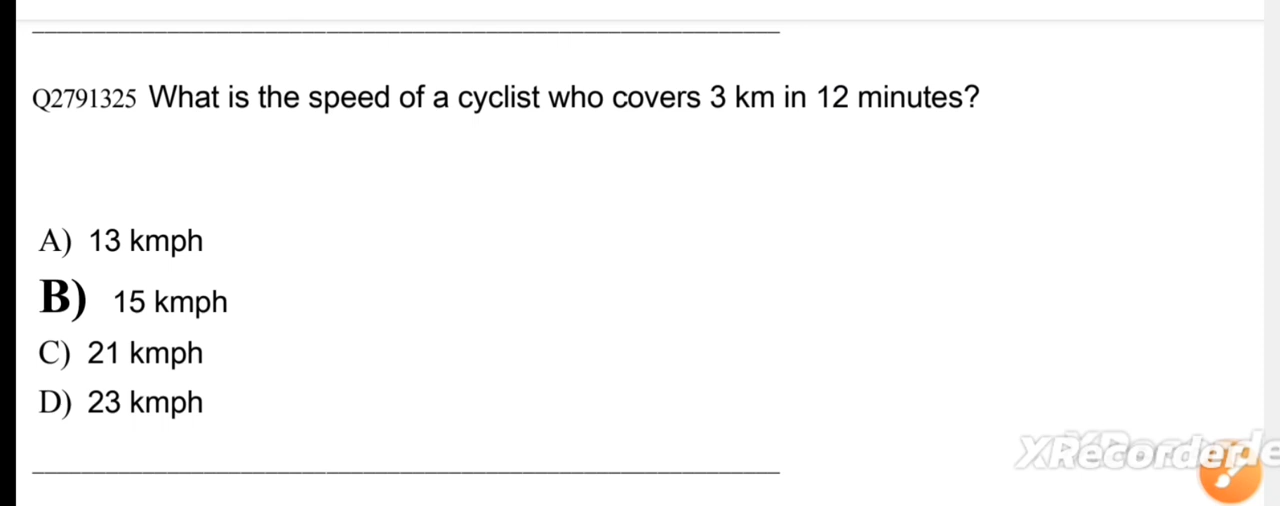 Q2791325 What is the speed of a cyclist who covers 3 km in 12 minutes?
A) 13 kmph
B) 15 kmph
C) 21 kmph
D) 23 kmph
XRecorder